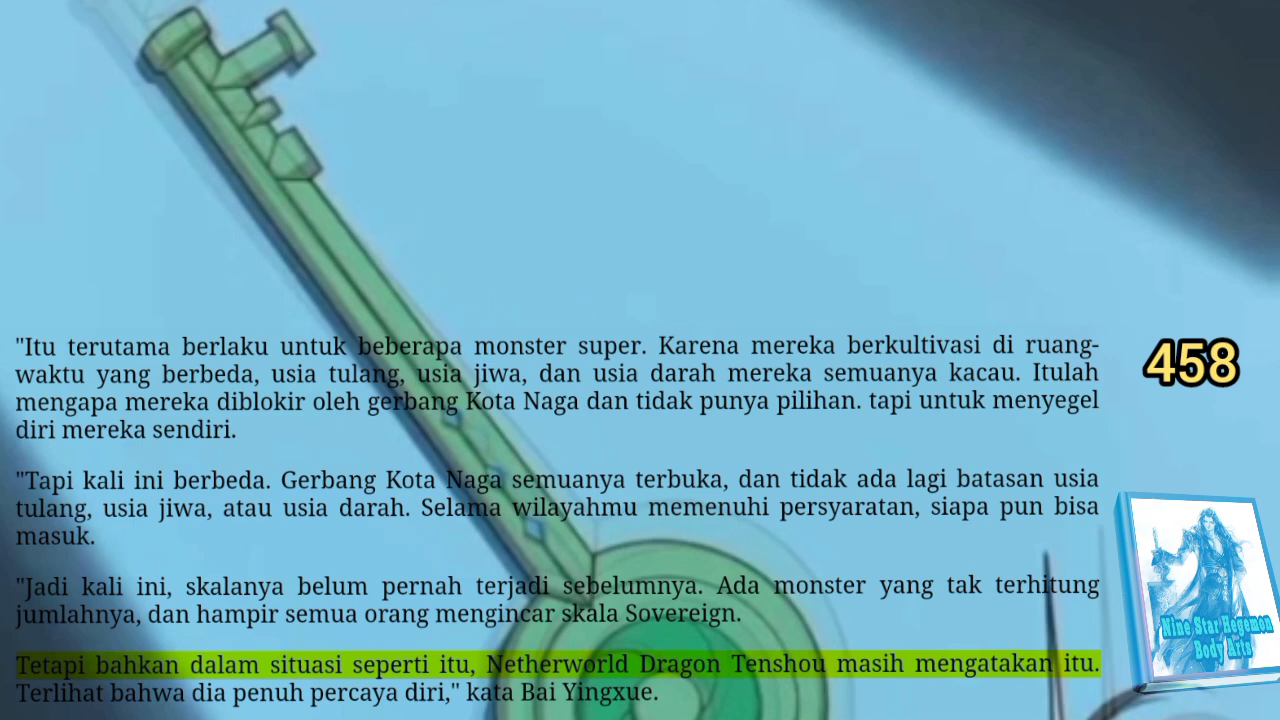 "Itu terutama berlaku untuk beberapa monster super. Karena mereka berkultivasi di ruang-
waktu yang berbeda, usia tulang, usia jiwa, dan usia darah mereka semuanya kacau. Itulah
mengapa mereka diblokir oleh gerbang Kota Naga dan tidak punya pilihan. tapi untuk menyegel
diri mereka sendiri.
"Tapi kali ini berbeda. Gerbang Kota Naga semuanya terbuka, dan tidak ada lagi batasan usia
tulang, usia jiwa, atau usia darah. Selama wilayahmu memenuhi persyaratan, siapa pun bisa
masuk.
"Jadi kali ini, skalanya belum pernah terjadi sebelumnya. Ada monster yang tak terhitung
jumlahnya, dan hampir semua orang mengincar skala Sovereign.
Tetapi bahkan dalam situasi seperti itu, Netherworld Dragon Tenshou masih mengatakan itu.
Terlihat bahwa dia penuh percaya diri," kata Bai Yingxue.
458
Nine Star Hegemon
Body Arts